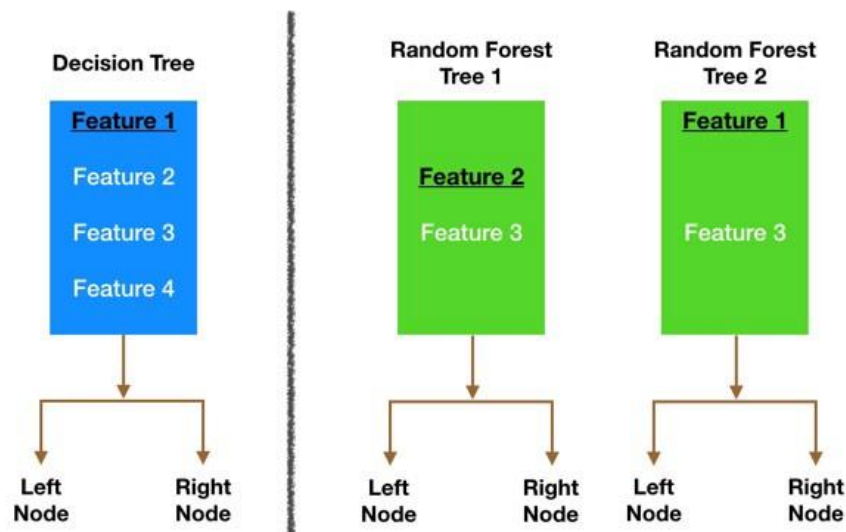 Decision Tree
Feature 1
Feature 2
Feature 3
Feature 4
Left
Node
Right
Node
Random Forest
Tree 1
Feature 2
Feature 3
Left
Node
Right
Node
Random Forest
Tree 2
Feature 1
Feature 3
Left
Node
Right
Node